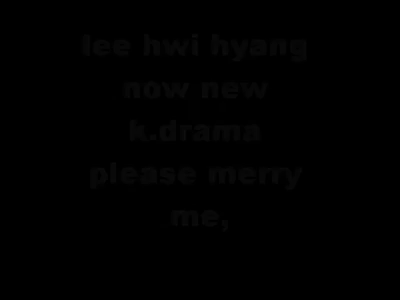 lee hwi hyang
now new
k.drama
please merry
me,